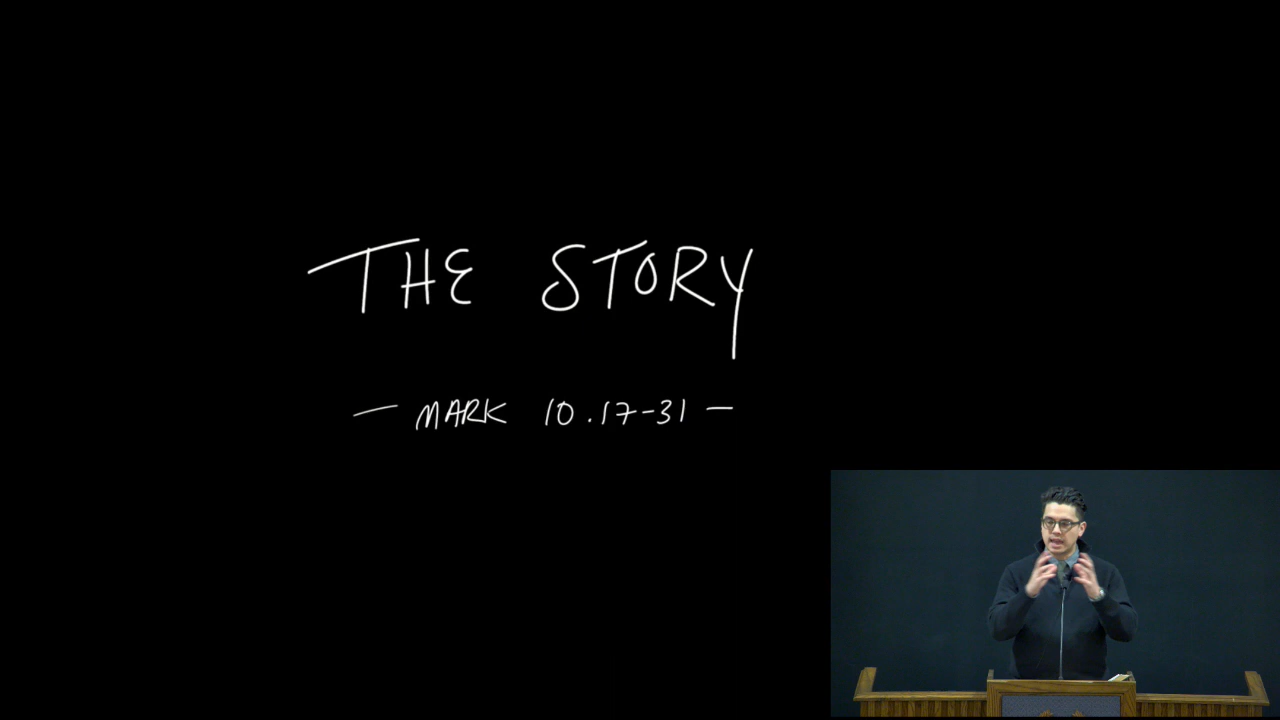 THE STORY
— MARK 10.17-31 —